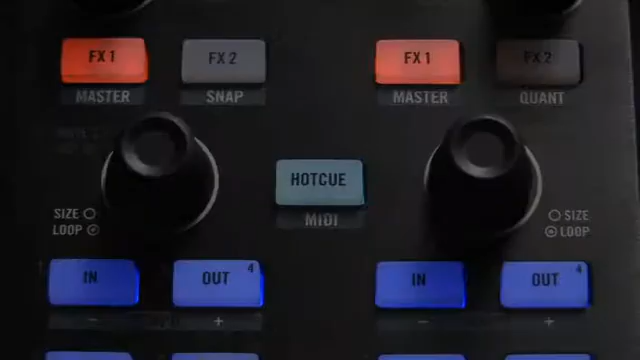 FX 1 FX 2 FX 1 FX 2
MASTER SNAP MASTER QUANT
HOTCUE
MIDI
SIZE SIZE
LOOP LOOP
IN OUT 4 IN OUT 4
− + − +